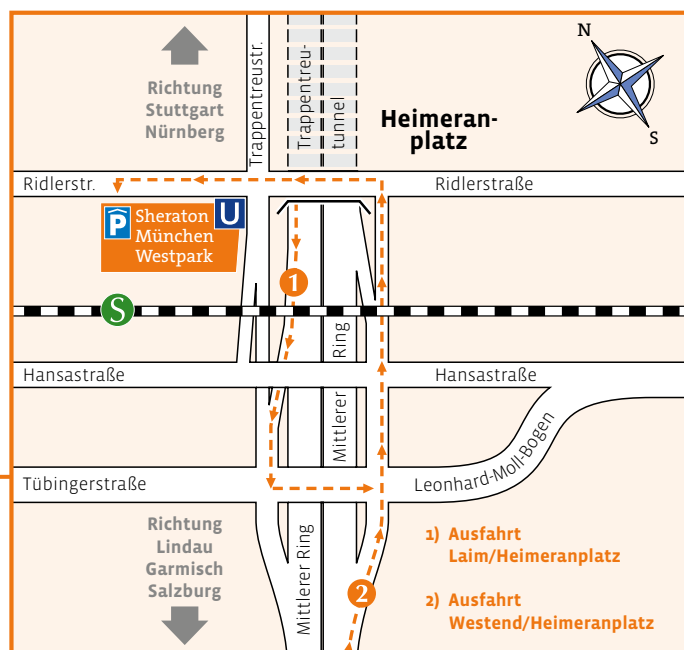 N
S
Richtung
Stuttgart
Nürnberg
Trappentreustr.
Trappentreu-
tunnel
Heimeran-
platz
Ridlerstr.
Ridlerstraße
P
U
Sheraton
München
Westpark
1
S
Mittlerer Ring
Hansastraße
Hansastraße
Tübingerstraße
Leonhard-Moll-Bogen
Richtung
Lindau
Garmisch
Salzburg
Mittlerer Ring
2
1) Ausfahrt
Laim/Heimeranplatz
2) Ausfahrt
Westend/Heimeranplatz